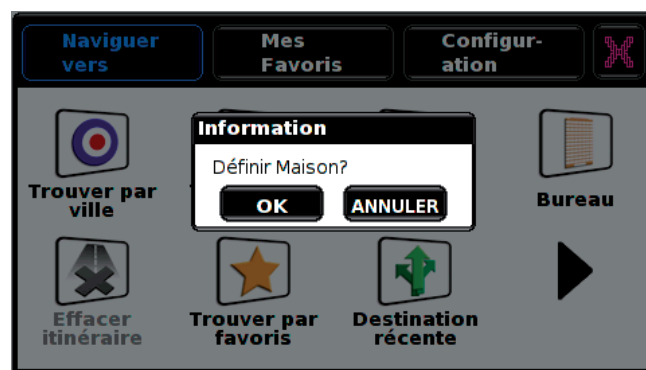 Naviguer
vers
Mes
Favoris
Configur-
ation
Information
Définir Maison?
OK
ANNULER
Trouver par
ville
Bureau
Effacer
itinéraire
Trouver par
favoris
Destination
récente